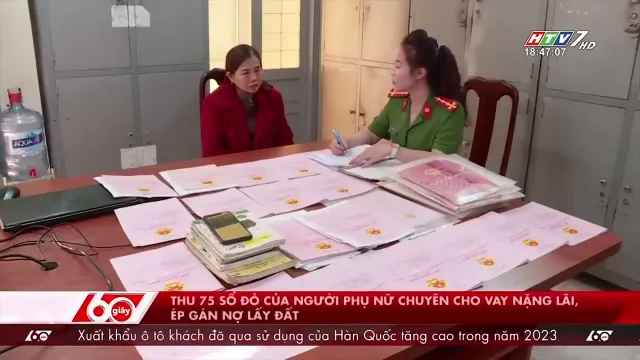 HTV7 HD
18:47:07
AQUA
60 giây
THU 75 SỔ ĐỎ CỦA NGƯỜI PHỤ NỮ CHUYÊN CHO VAY NẶNG LÃI,
ÉP GÁN NỢ LẤY ĐẤT
Xuất khẩu ô tô khách đã qua sử dụng của Hàn Quốc tăng cao trong năm 2023